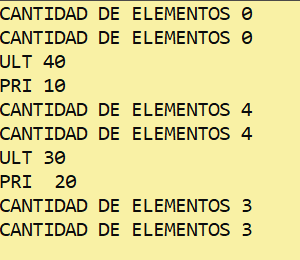 CANTIDAD DE ELEMENTOS 0
CANTIDAD DE ELEMENTOS 0
ULT 40
PRI 10
CANTIDAD DE ELEMENTOS 4
CANTIDAD DE ELEMENTOS 4
ULT 30
PRI  20
CANTIDAD DE ELEMENTOS 3
CANTIDAD DE ELEMENTOS 3